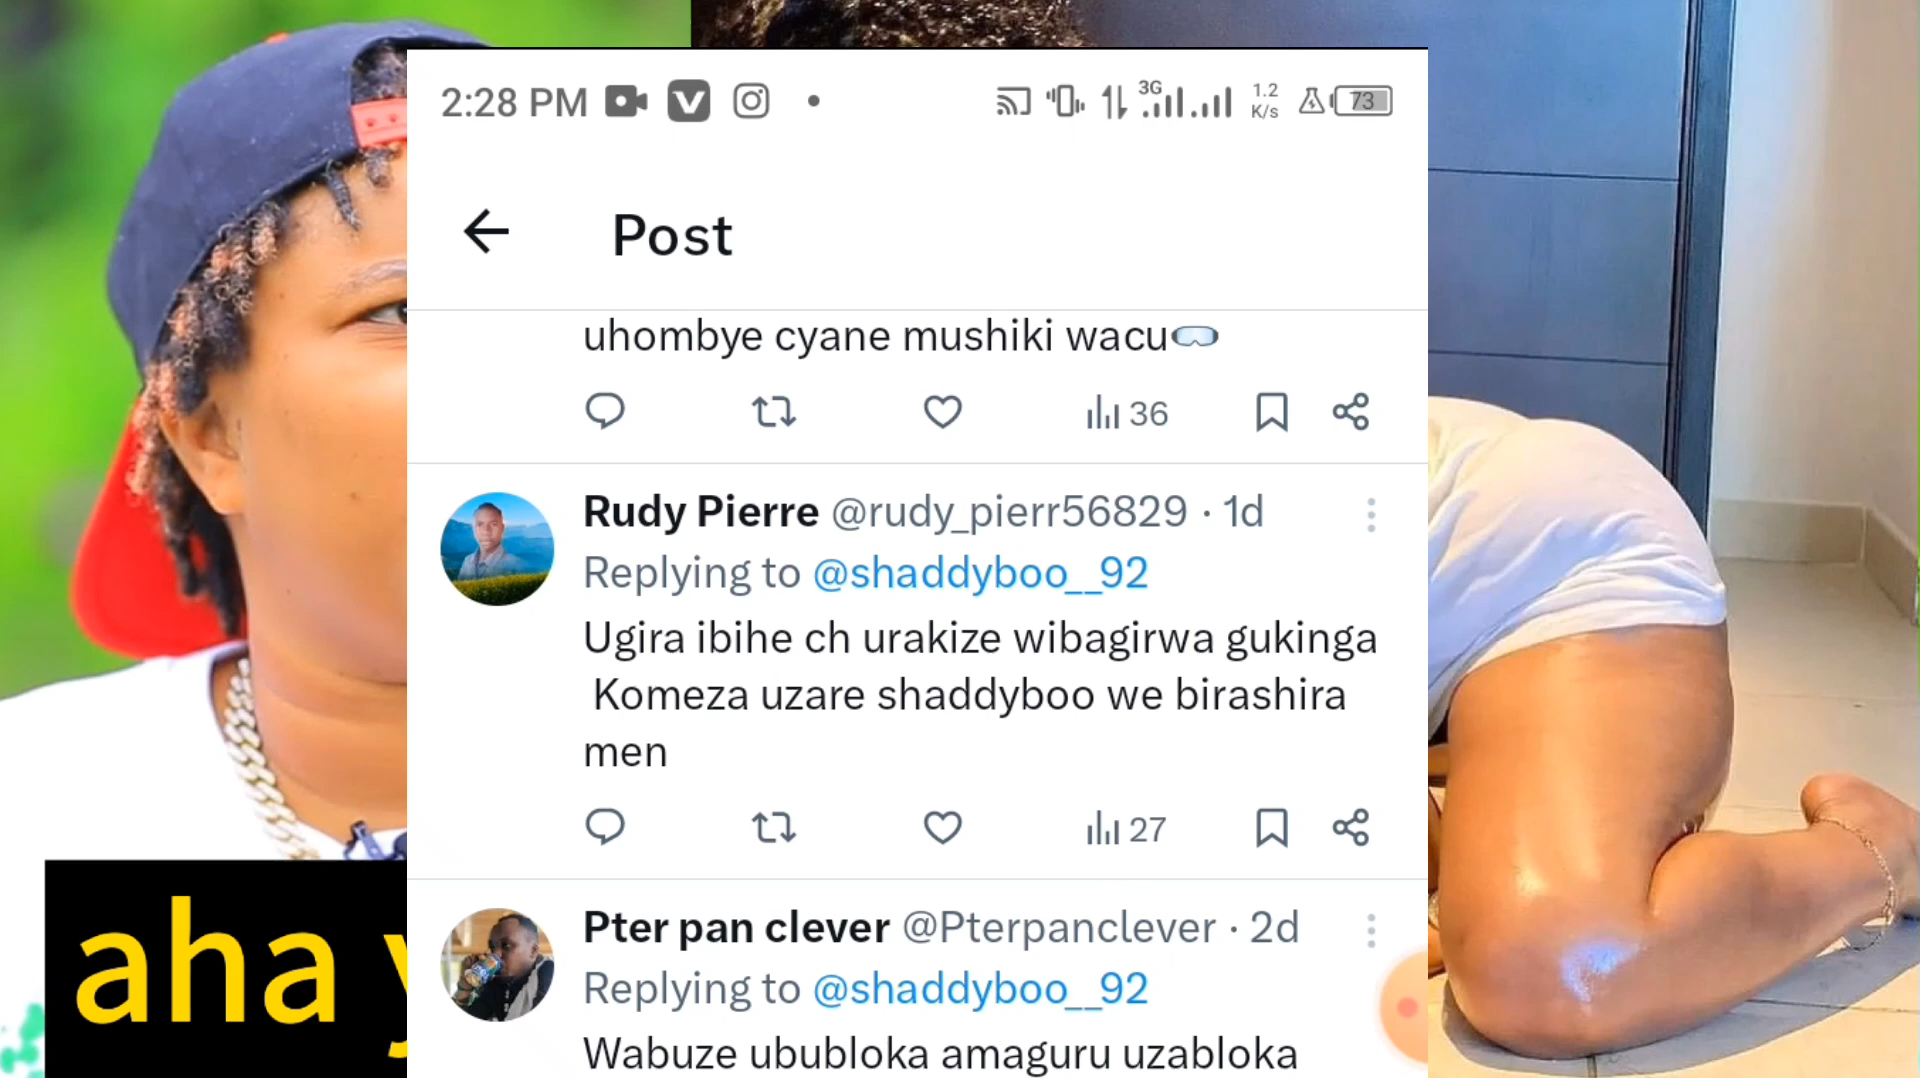 2:28 PM
3G
1.2
K/s
73
Post
uhombye cyane mushiki wacu
36
Rudy Pierre @rudy_pierr56829 · 1d
Replying to @shaddyboo__92
Ugira ibihe ch urakize wibagirwa gukinga
Komeza uzare shaddyboo we birashira
men
27
Pter pan clever @Pterpanclever · 2d
Replying to @shaddyboo__92
Wabuze ububloka amaguru uzabloka
aha